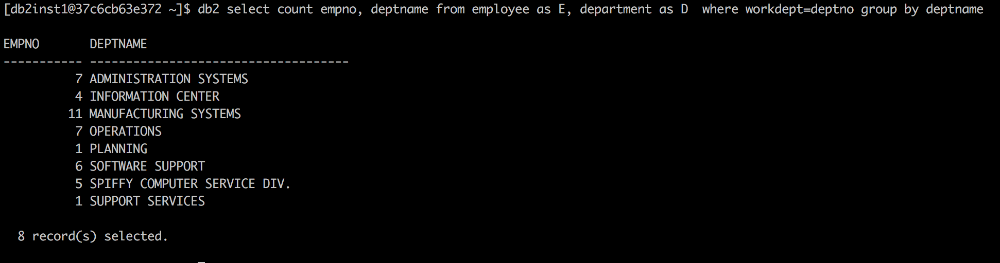 [db2inst1@37c6cb63e372 ~]$ db2 select count empno, deptname from employee as E, department as D  where workdept=deptno group by deptname
EMPNO       DEPTNAME
----------- ------------------------------------
          7 ADMINISTRATION SYSTEMS
          4 INFORMATION CENTER
         11 MANUFACTURING SYSTEMS
          7 OPERATIONS
          1 PLANNING
          6 SOFTWARE SUPPORT
          5 SPIFFY COMPUTER SERVICE DIV.
          1 SUPPORT SERVICES
  8 record(s) selected.